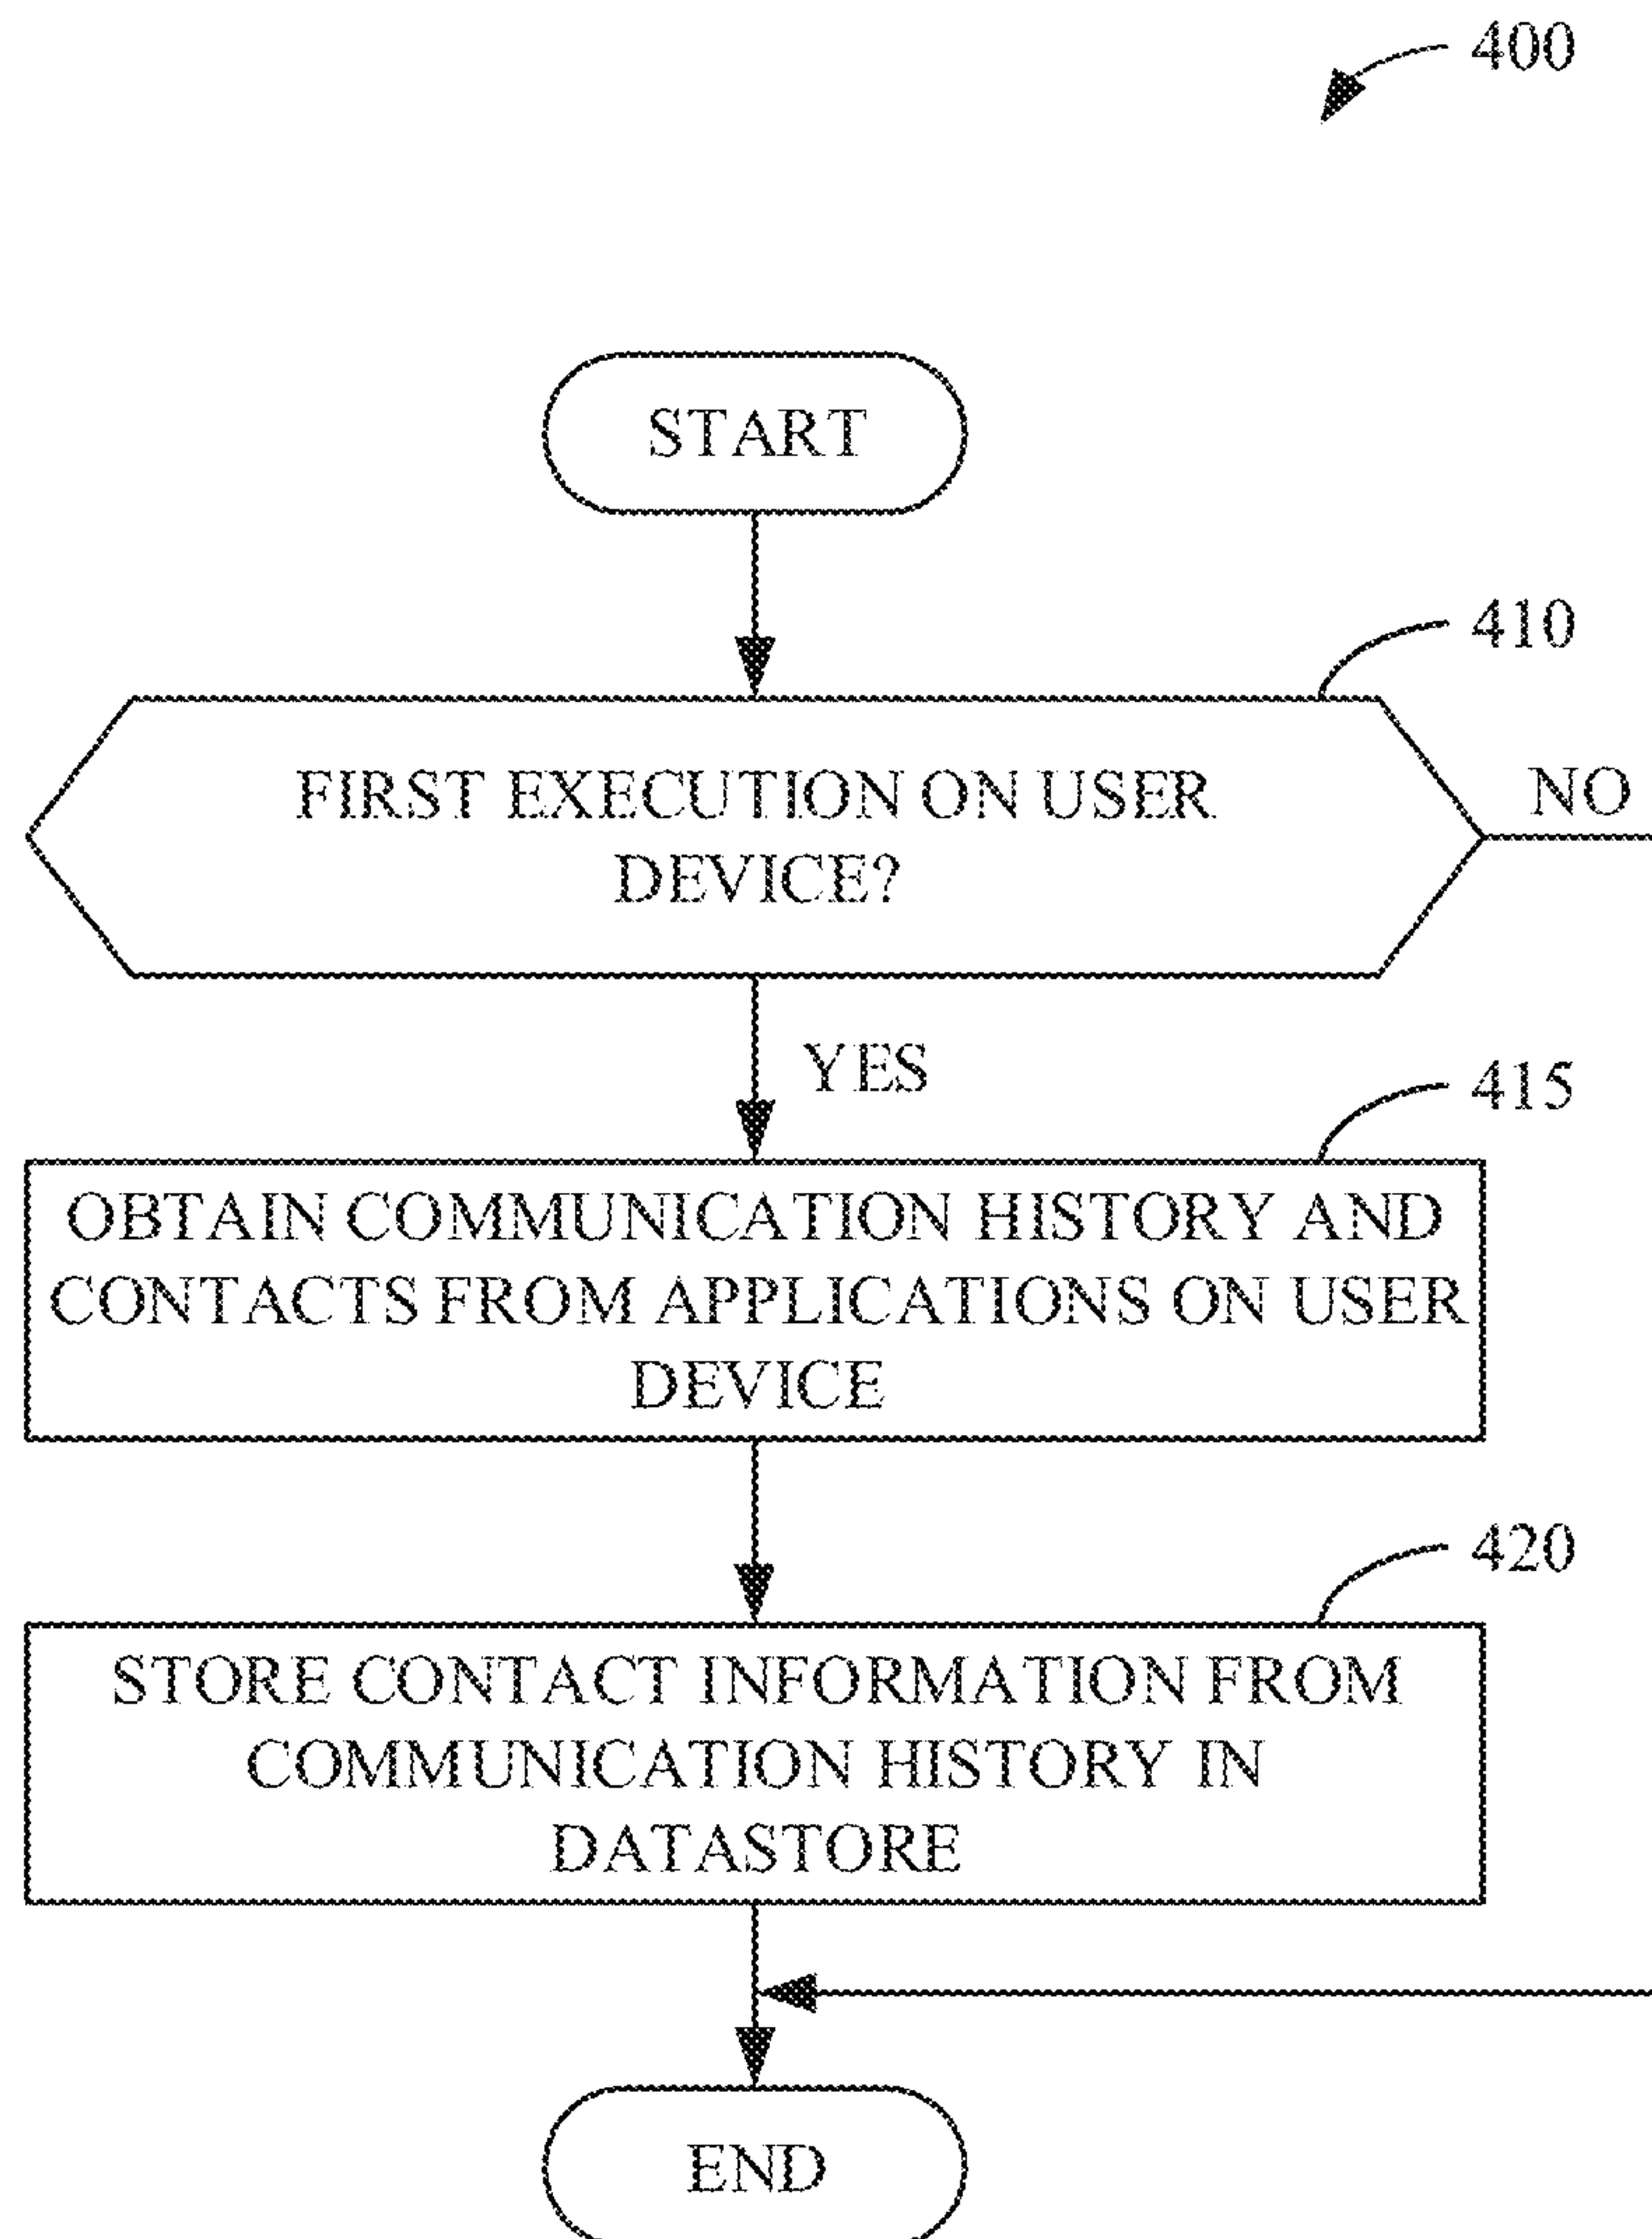 400
START
410
FIRST EXECUTION ON USER
DEVICE?
NO
YES
415
OBTAIN COMMUNICATION HISTORY AND
CONTACTS FROM APPLICATIONS ON USER
DEVICE
420
STORE CONTACT INFORMATION FROM
COMMUNICATION HISTORY IN
DATASTORE
END